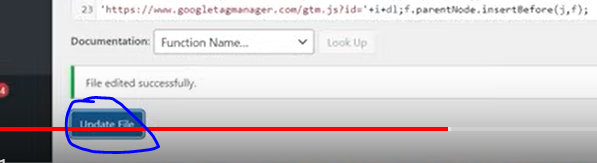 23 'https://www.googletagmanager.com/gtm.js?id='+i+dl;f.parentNode.insertBefore(j,f);
Documentation: Function Name... Look Up
File edited successfully.
Update File